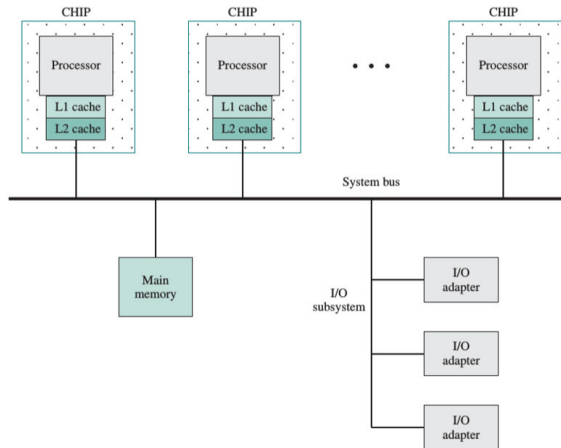 CHIP
CHIP
CHIP
Processor
Processor
Processor
L1 cache
L1 cache
L1 cache
L2 cache
L2 cache
L2 cache
System bus
Main
memory
I/O
subsystem
I/O
adapter
I/O
adapter
I/O
adapter